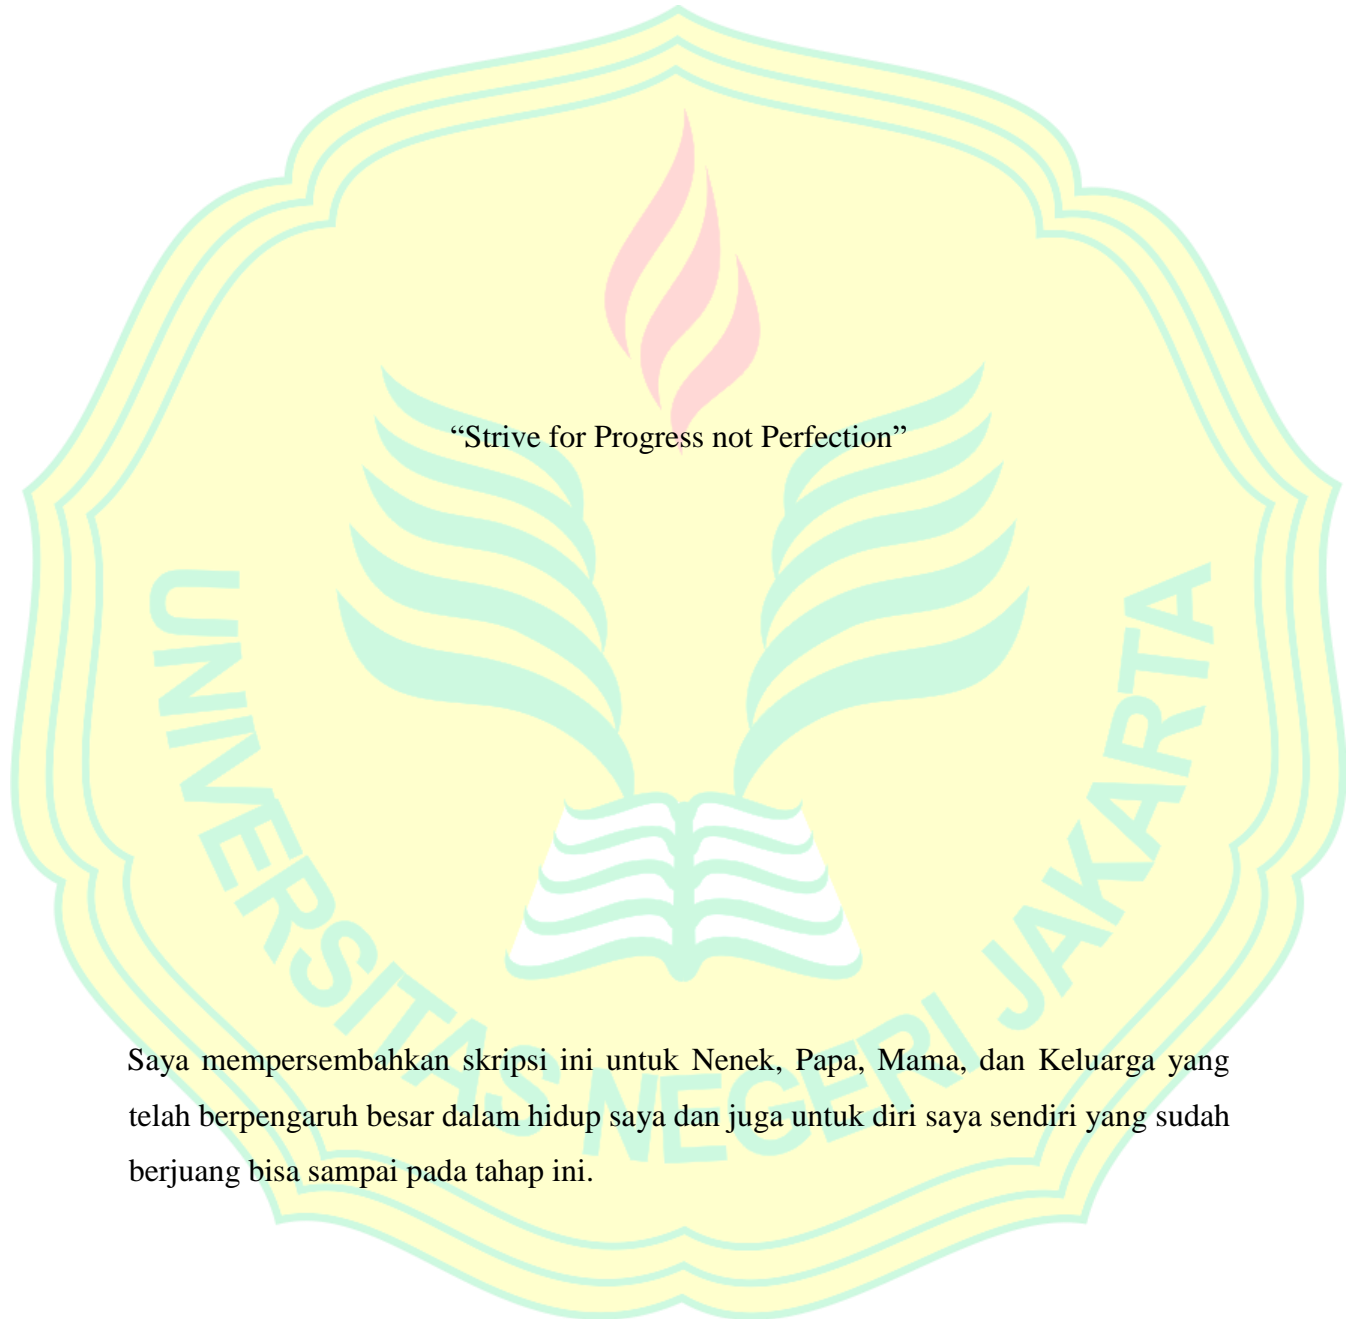 “Strive for Progress not Perfection”
UNIVERSITAS NEGERI JAKARTA
Saya mempersembahkan skripsi ini untuk Nenek, Papa, Mama, dan Keluarga yang
telah berpengaruh besar dalam hidup saya dan juga untuk diri saya sendiri yang sudah
berjuang bisa sampai pada tahap ini.